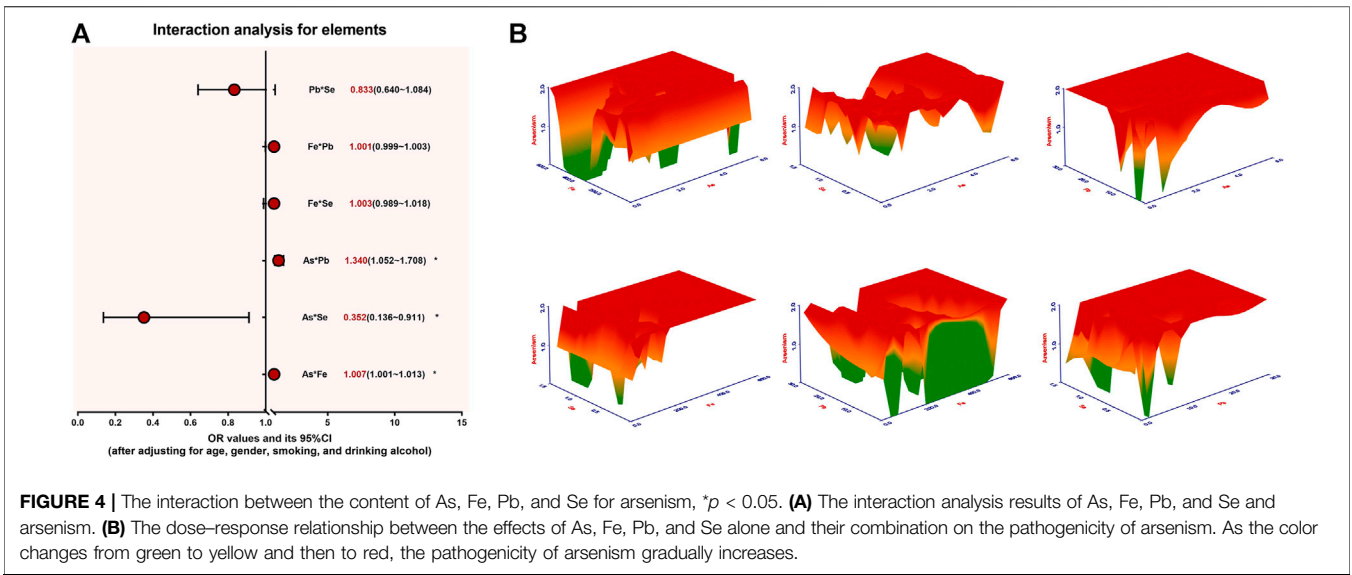 A
Interaction analysis for elements
Pb*Se 0.833(0.640~1.084)
Fe*Pb 1.001(0.999~1.003)
Fe*Se 1.003(0.989~1.018)
As*Pb 1.340(1.052~1.708) *
As*Se 0.352(0.136~0.911) *
As*Fe 1.007(1.001~1.013) *
0.0 0.2 0.4 0.6 0.8 1.0 5 10 15
OR values and its 95%CI
(after adjusting for age, gender, smoking, and drinking alcohol)
B
Arsenism
Arsenism
Arsenism
Arsenism
Arsenism
Arsenism
FIGURE 4 | The interaction between the content of As, Fe, Pb, and Se for arsenism, *p < 0.05. (A) The interaction analysis results of As, Fe, Pb, and Se and
arsenism. (B) The dose–response relationship between the effects of As, Fe, Pb, and Se alone and their combination on the pathogenicity of arsenism. As the color
changes from green to yellow and then to red, the pathogenicity of arsenism gradually increases.